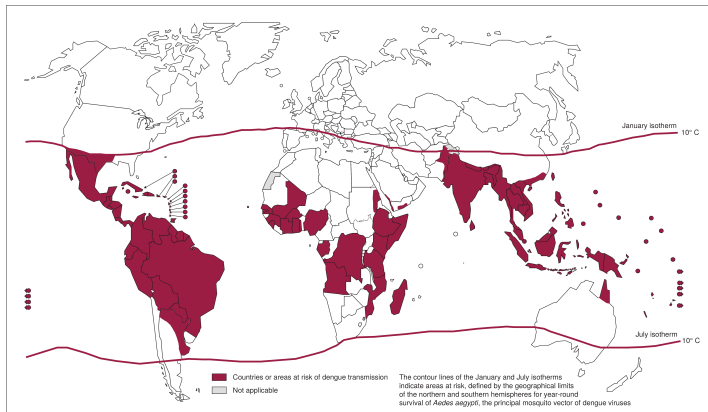 January isotherm
10° C
July isotherm
10° C
Countries or areas at risk of dengue transmission
Not applicable
The contour lines of the January and July isotherms
indicate areas at risk, defined by the geographical limits
of the northern and southern hemispheres for year-round
survival of Aedes aegypti, the principal mosquito vector of dengue viruses